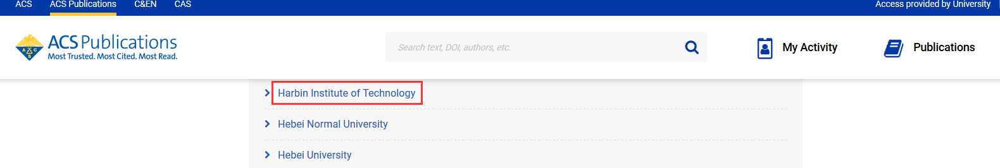 ACS ACS Publications C&EN CAS Access provided by University
ACS Publications
Most Trusted. Most Cited. Most Read.
A C S
Search text, DOI, authors, etc.
My Activity
Publications
Harbin Institute of Technology
Hebei Normal University
Hebei University